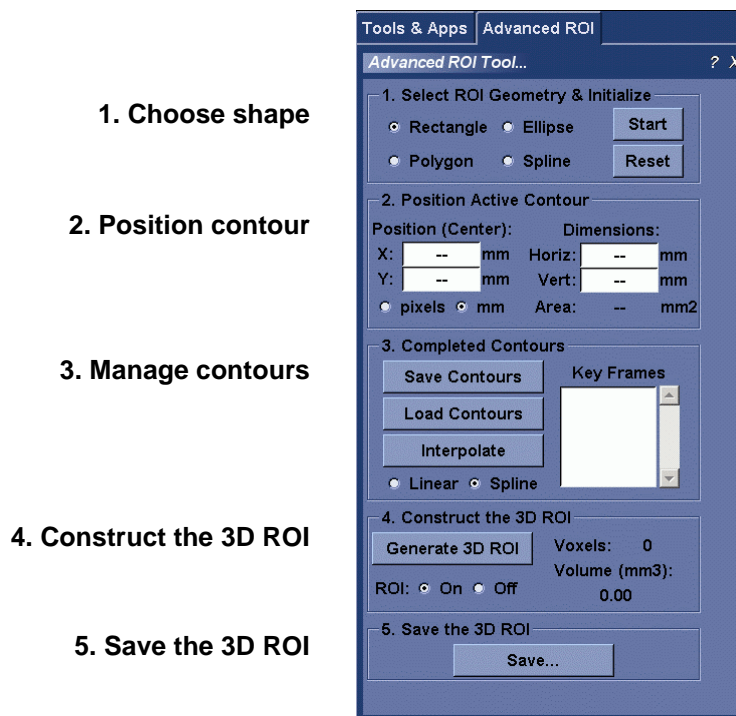 Tools & Apps Advanced ROI
Advanced ROI Tool... ? X
1. Choose shape
1. Select ROI Geometry & Initialize
Rectangle Ellipse Start
Polygon Spline Reset
2. Position contour
2. Position Active Contour
Position (Center): Dimensions:
X: -- mm Horiz: -- mm
Y: -- mm Vert: -- mm
pixels mm Area: -- mm2
3. Manage contours
3. Completed Contours
Save Contours Key Frames
Load Contours
Interpolate
Linear Spline
4. Construct the 3D ROI
4. Construct the 3D ROI
Generate 3D ROI Voxels: 0
Volume (mm3):
ROI: On Off 0.00
5. Save the 3D ROI
5. Save the 3D ROI
Save...